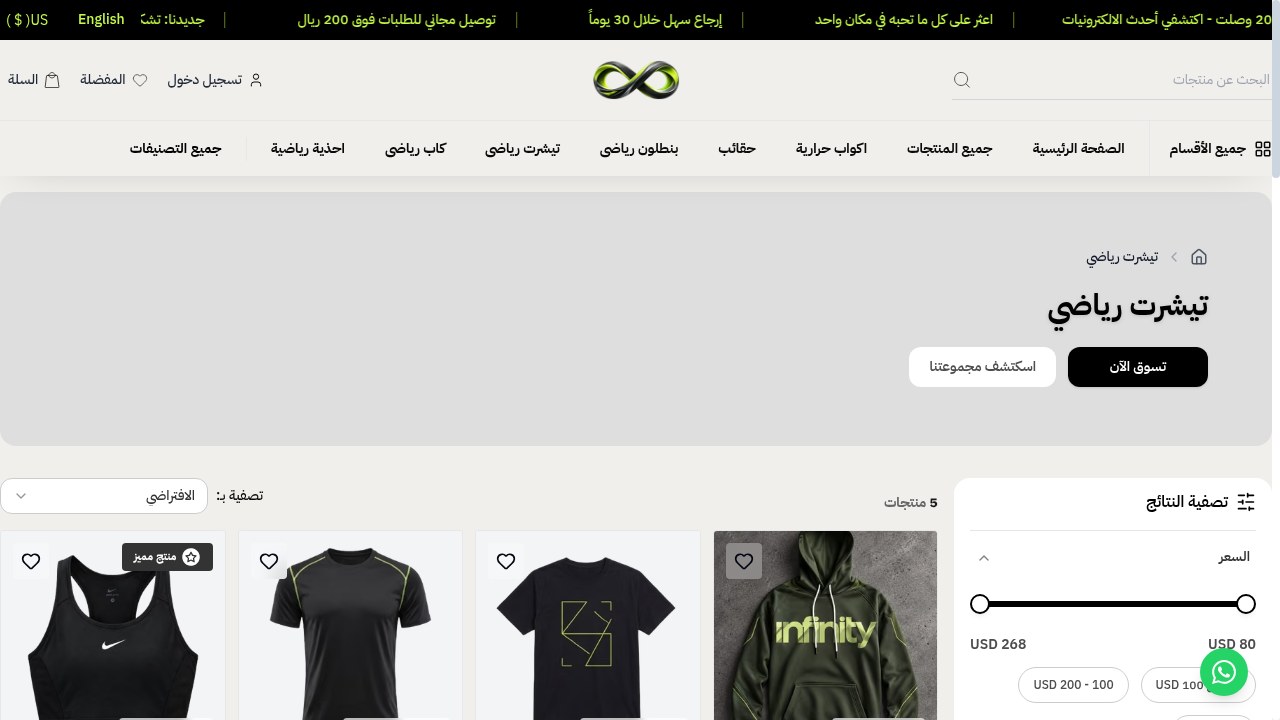 20 وصلت - اكتشفي أحدث الالكترونيات
اعثر على كل ما تحبه في مكان واحد
إرجاع سهل خلال 30 يوماً
توصيل مجاني للطلبات فوق 200 ريال
جديدنا: تشك
English
US( $ )
البحث عن منتجات
تسجيل دخول
المفضلة
السلة
جميع الأقسام
الصفحة الرئيسية
جميع المنتجات
اكواب حرارية
حقائب
بنطلون رياضي
تيشرت رياضي
كاب رياضي
احذية رياضية
جميع التصنيفات
تيشرت رياضي
تيشرت رياضي
تسوق الآن
اسكتشف مجموعتنا
تصفية النتائج
5 منتجات
تصفية بـ:
الافتراضي
السعر
USD 80
USD 268
USD 100
USD 200 - 100
infinity
منتج مميز